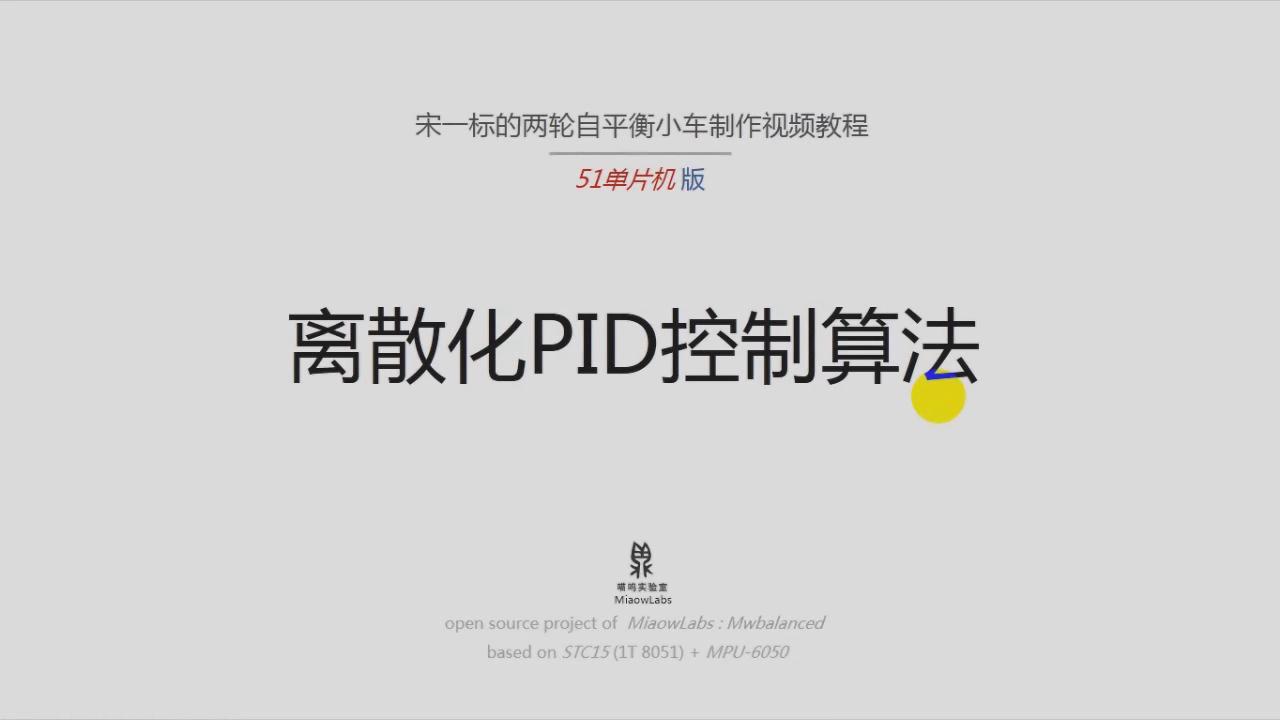 宋一标的两轮自平衡小车制作视频教程
51单片机 版
离散化PID控制算法
喵鸣实验室
MiaowLabs
open source project of MiaowLabs : Mwbalanced
based on STC15 (1T 8051) + MPU-6050